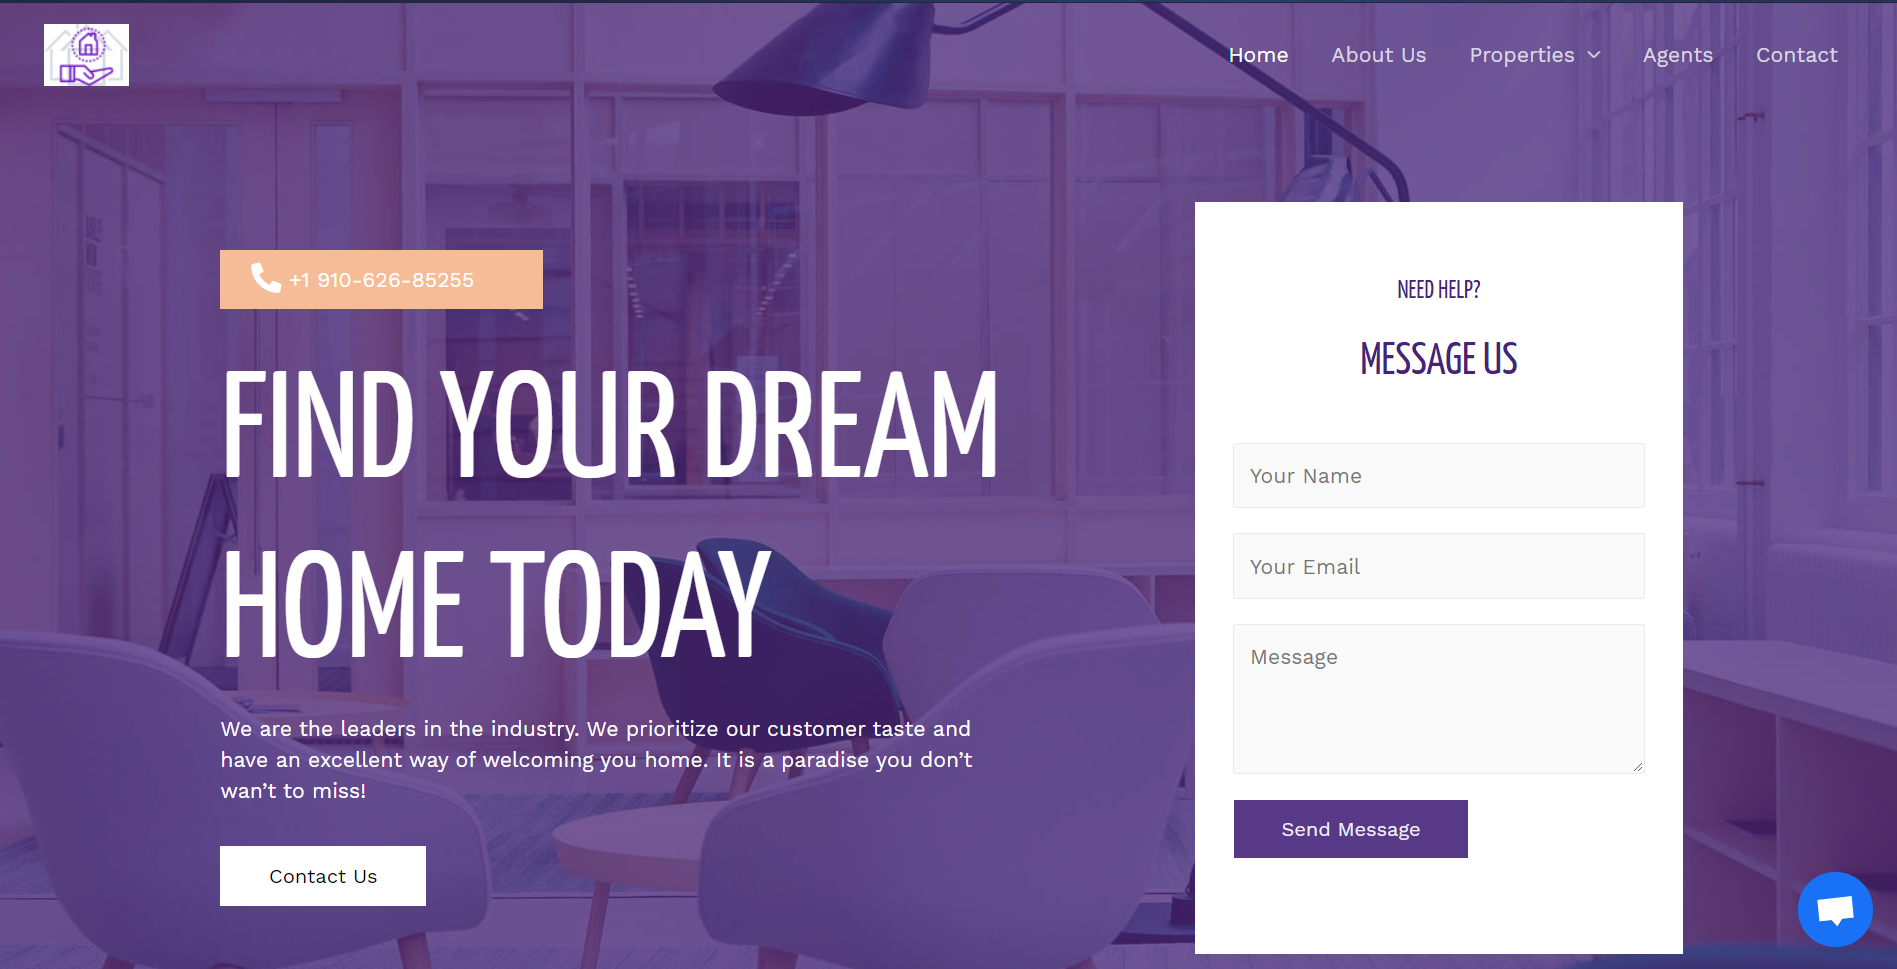 Home About Us Properties Agents Contact
+1 910-626-85255
FIND YOUR DREAM
HOME TODAY
We are the leaders in the industry. We prioritize our customer taste and
have an excellent way of welcoming you home. It is a paradise you don’t
wan’t to miss!
Contact Us
NEED HELP?
MESSAGE US
Your Name
Your Email
Message
Send Message